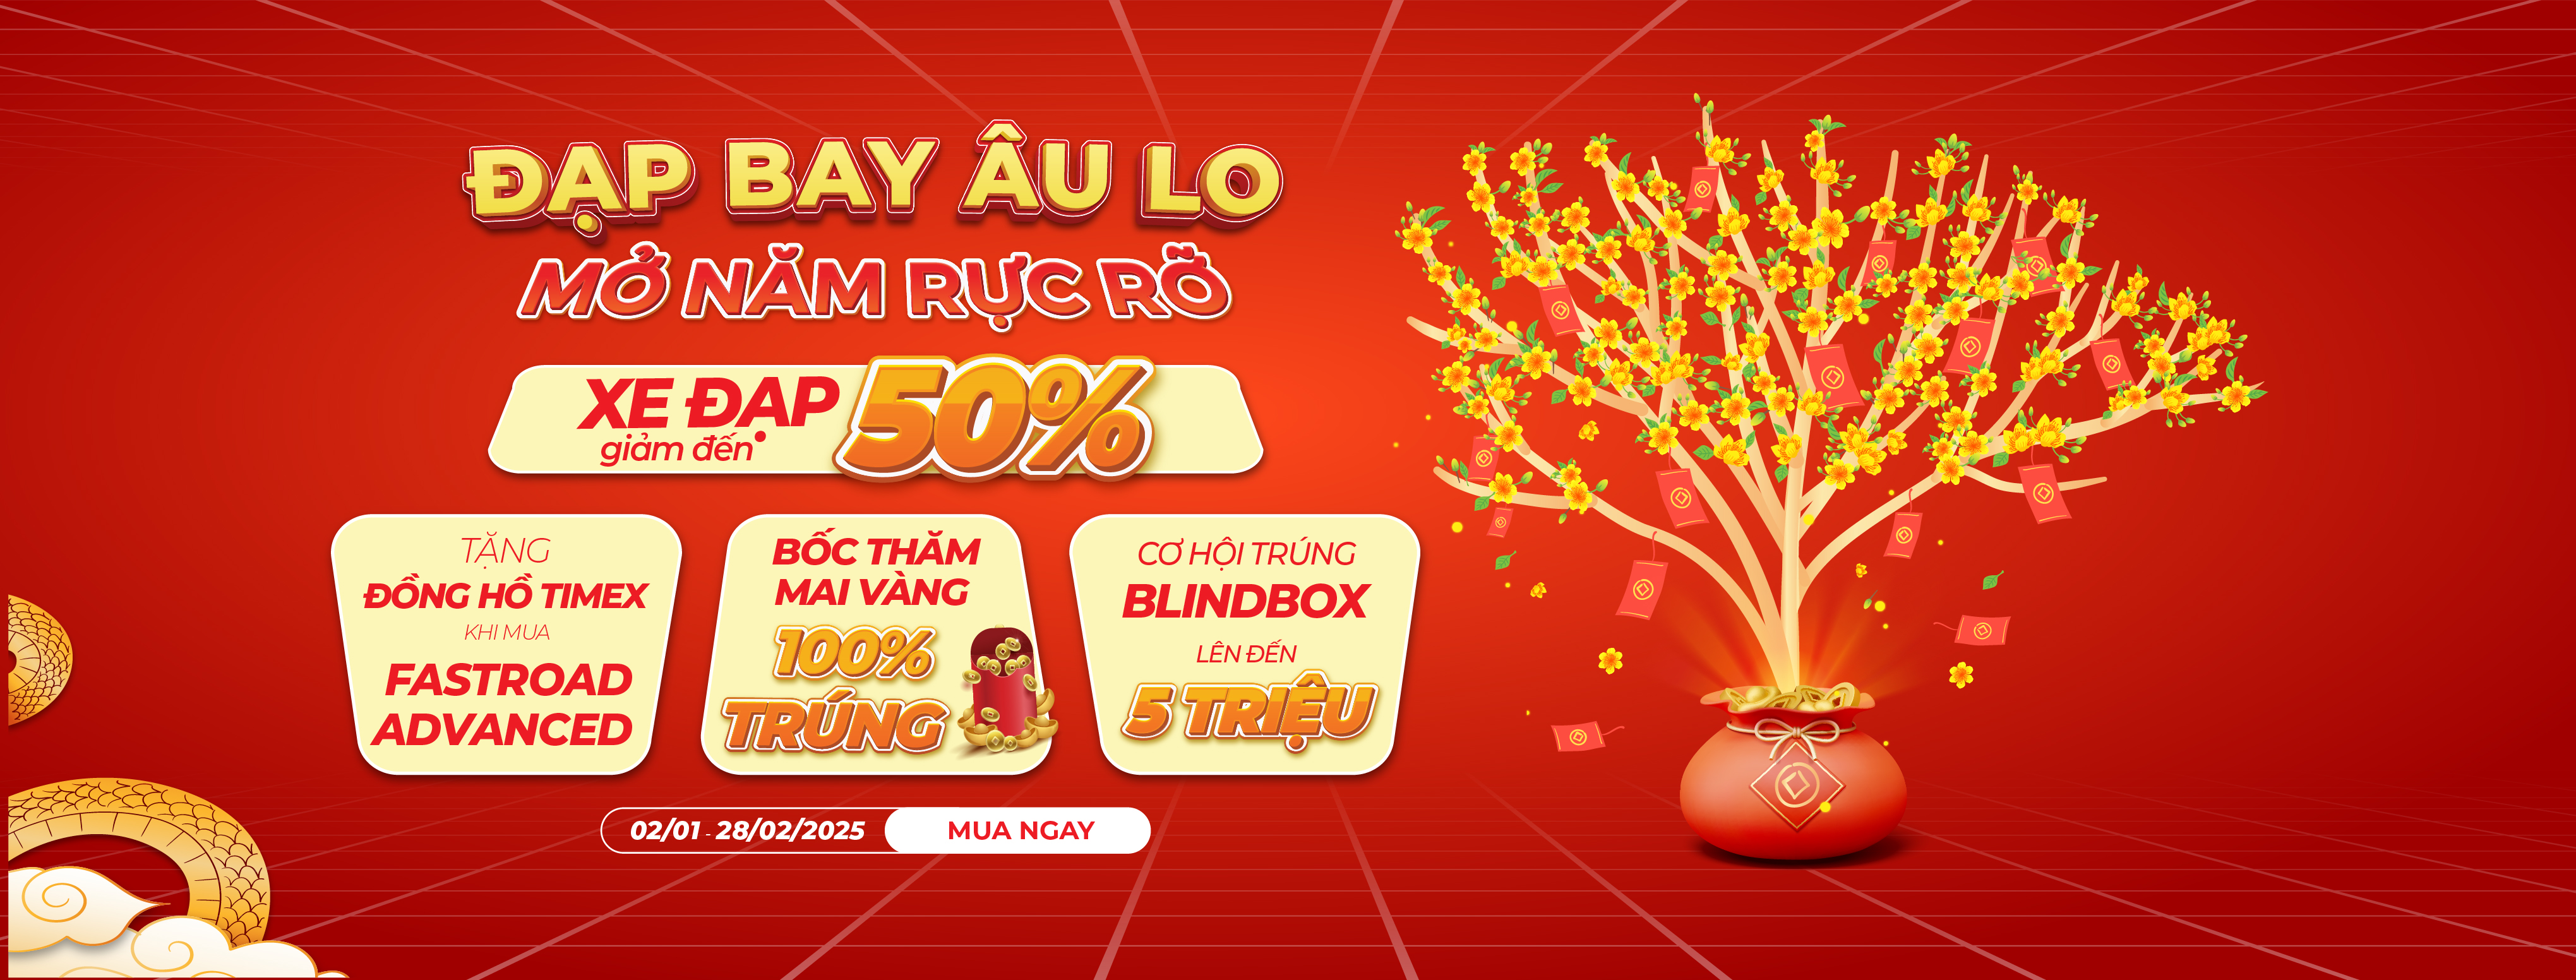 ĐẠP BAY ÂU LO
MỞ NĂM RỰC RỠ
XE ĐẠP
giảm đến
50%
TẶNG
ĐỒNG HỒ TIMEX
KHI MUA
FASTROAD
ADVANCED
BỐC THĂM
MAI VÀNG
100%
TRÚNG
CƠ HỘI TRÚNG
BLINDBOX
LÊN ĐẾN
5 TRIỆU
02/01 - 28/02/2025
MUA NGAY